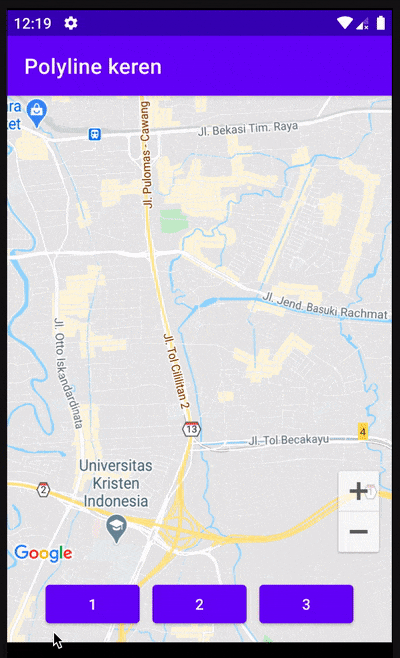 12:19
Polyline keren
ra
et
Jl. Bekasi Tim. Raya
Jl. Pulomas - Cawang
Jl. Jend. Basuki Rachmat
Jl. Otto Iskandardinata
Jl. Tol Cililitan 2
13
4
Jl. Tol Becakayu
Universitas
Kristen
Indonesia
2
+
−
Google
1
2
3